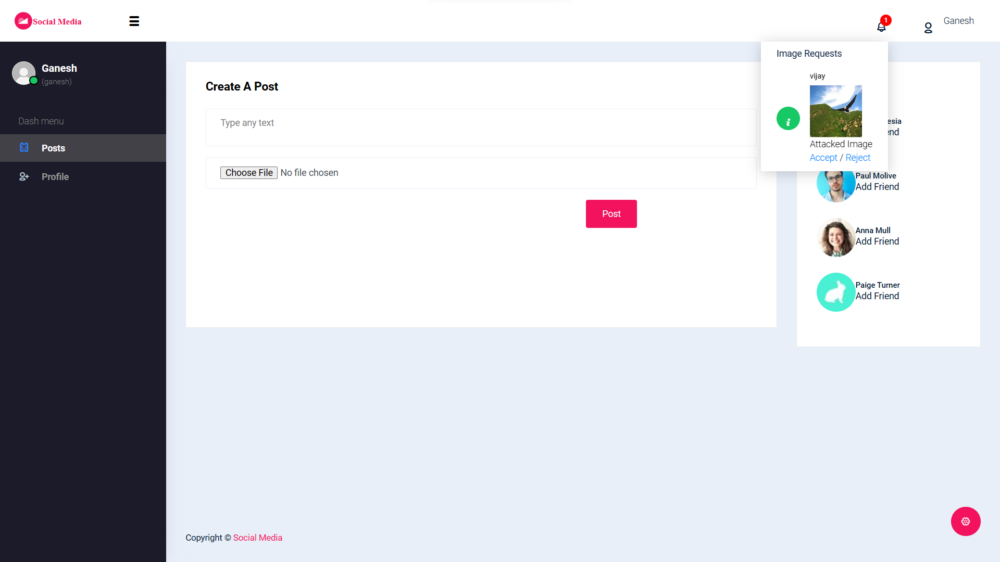 Social Media
1
Ganesh
Ganesh
(ganesh)
Dash menu
Posts
Profile
Create A Post
Type any text
Choose File No file chosen
Post
Image Requests
vijay
Attacked Image
Accept / Reject
Paul Molive
Add Friend
Anna Mull
Add Friend
Paige Turner
Add Friend
Copyright © Social Media